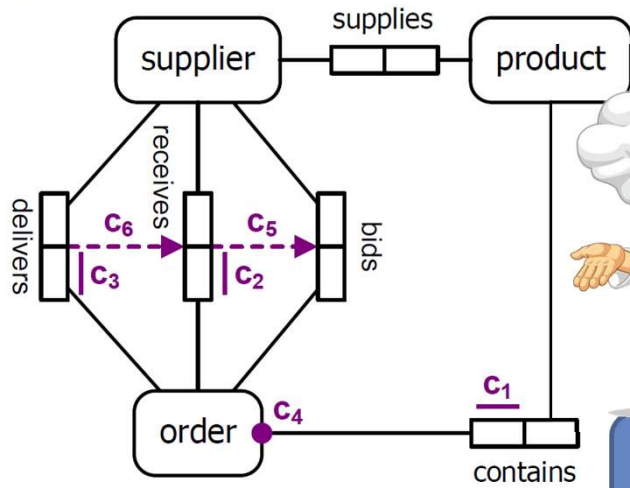 supplies
supplier
product
receives
delivers
bids
c6
c5
c3
c2
c1
c4
order
contains